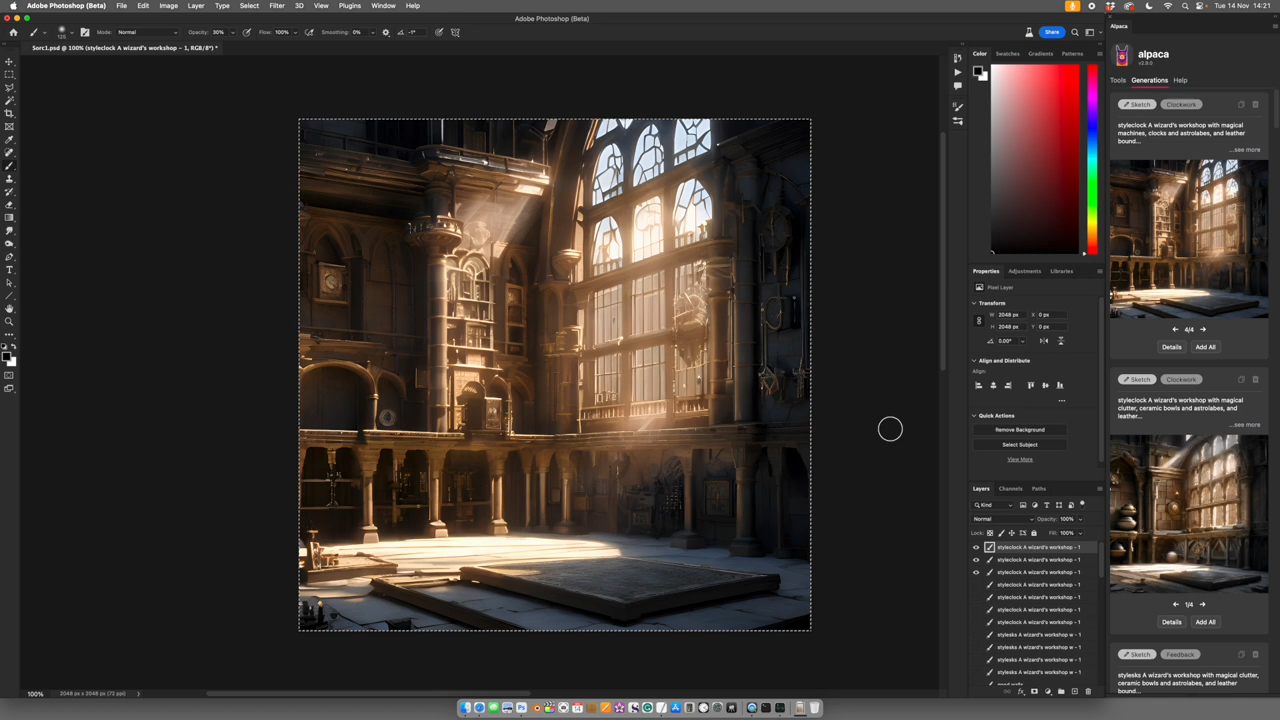 Photoshop (Beta) File Edit Image Layer Type Select Filter 3D View Plugins Window Help
Tue 14 Nov 14:21
Adobe Photoshop (Beta)
Mode: Normal Opacity: 30% Flow: 100% Smoothing: 0% -1°
Share
Sorc1.psd @ 100% (styleclock A wizard's workshop – 1, RGB/8*) *
Color Swatches Gradients Patterns
Properties Adjustments Libraries
Pixel Layer
Transform
W 2048 px X 0 px
H 2048 px Y 0 px
0.00°
Align and Distribute
Align:
Quick Actions
Remove Background
Select Subject
View More
Layers Channels Paths
Kind
Normal Opacity: 100%
Lock: Fill: 100%
styleclock A wizard's workshop – 1
styleclock A wizard's workshop – 1
styleclock A wizard's workshop – 1
styleclock A wizard's workshop – 1
styleclock A wizard's workshop – 1
styleclock A wizard's workshop – 1
styleclock A wizard's workshop – 1
stylesks A wizard's workshop w – 1
stylesks A wizard's workshop w – 1
stylesks A wizard's workshop w – 1
stylesks A wizard's workshop w – 1
Alpaca
alpaca
v2.9.0
Tools Generations Help
Sketch Clockwork
styleclock A wizard's workshop with magical
machines, clocks and astrolabes, and leather
bound...
...see more
4/4
Details Add All
Sketch Clockwork
styleclock A wizard's workshop with magical
clutter, ceramic bowls and astrolabes, and
leather...
...see more
1/4
Details Add All
Sketch Feedback
stylesks A wizard's workshop with magical clutter,
ceramic bowls and astrolabes, and leather
bound...
100% 2048 px x 2048 px (72 ppi)